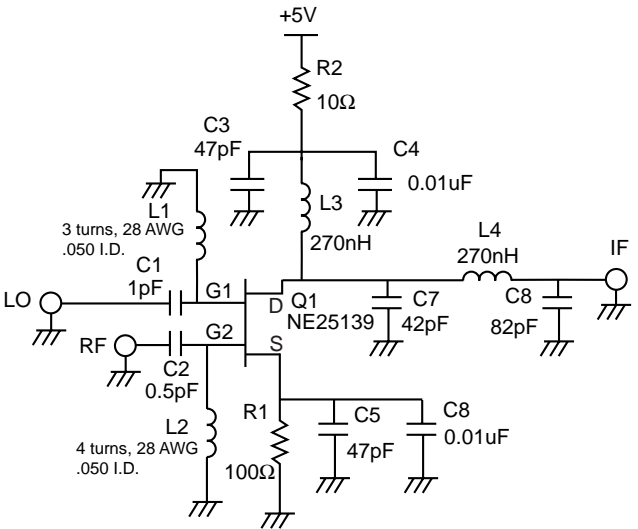 +5V
R2
10Ω
C3
47pF
C4
0.01uF
L1
3 turns, 28 AWG
.050 I.D.
L3
270nH
L4
270nH
IF
C1
1pF
LO
G1
D
Q1
NE25139
C7
42pF
C8
82pF
RF
G2
S
C2
0.5pF
L2
4 turns, 28 AWG
.050 I.D.
R1
100Ω
C5
47pF
C8
0.01uF